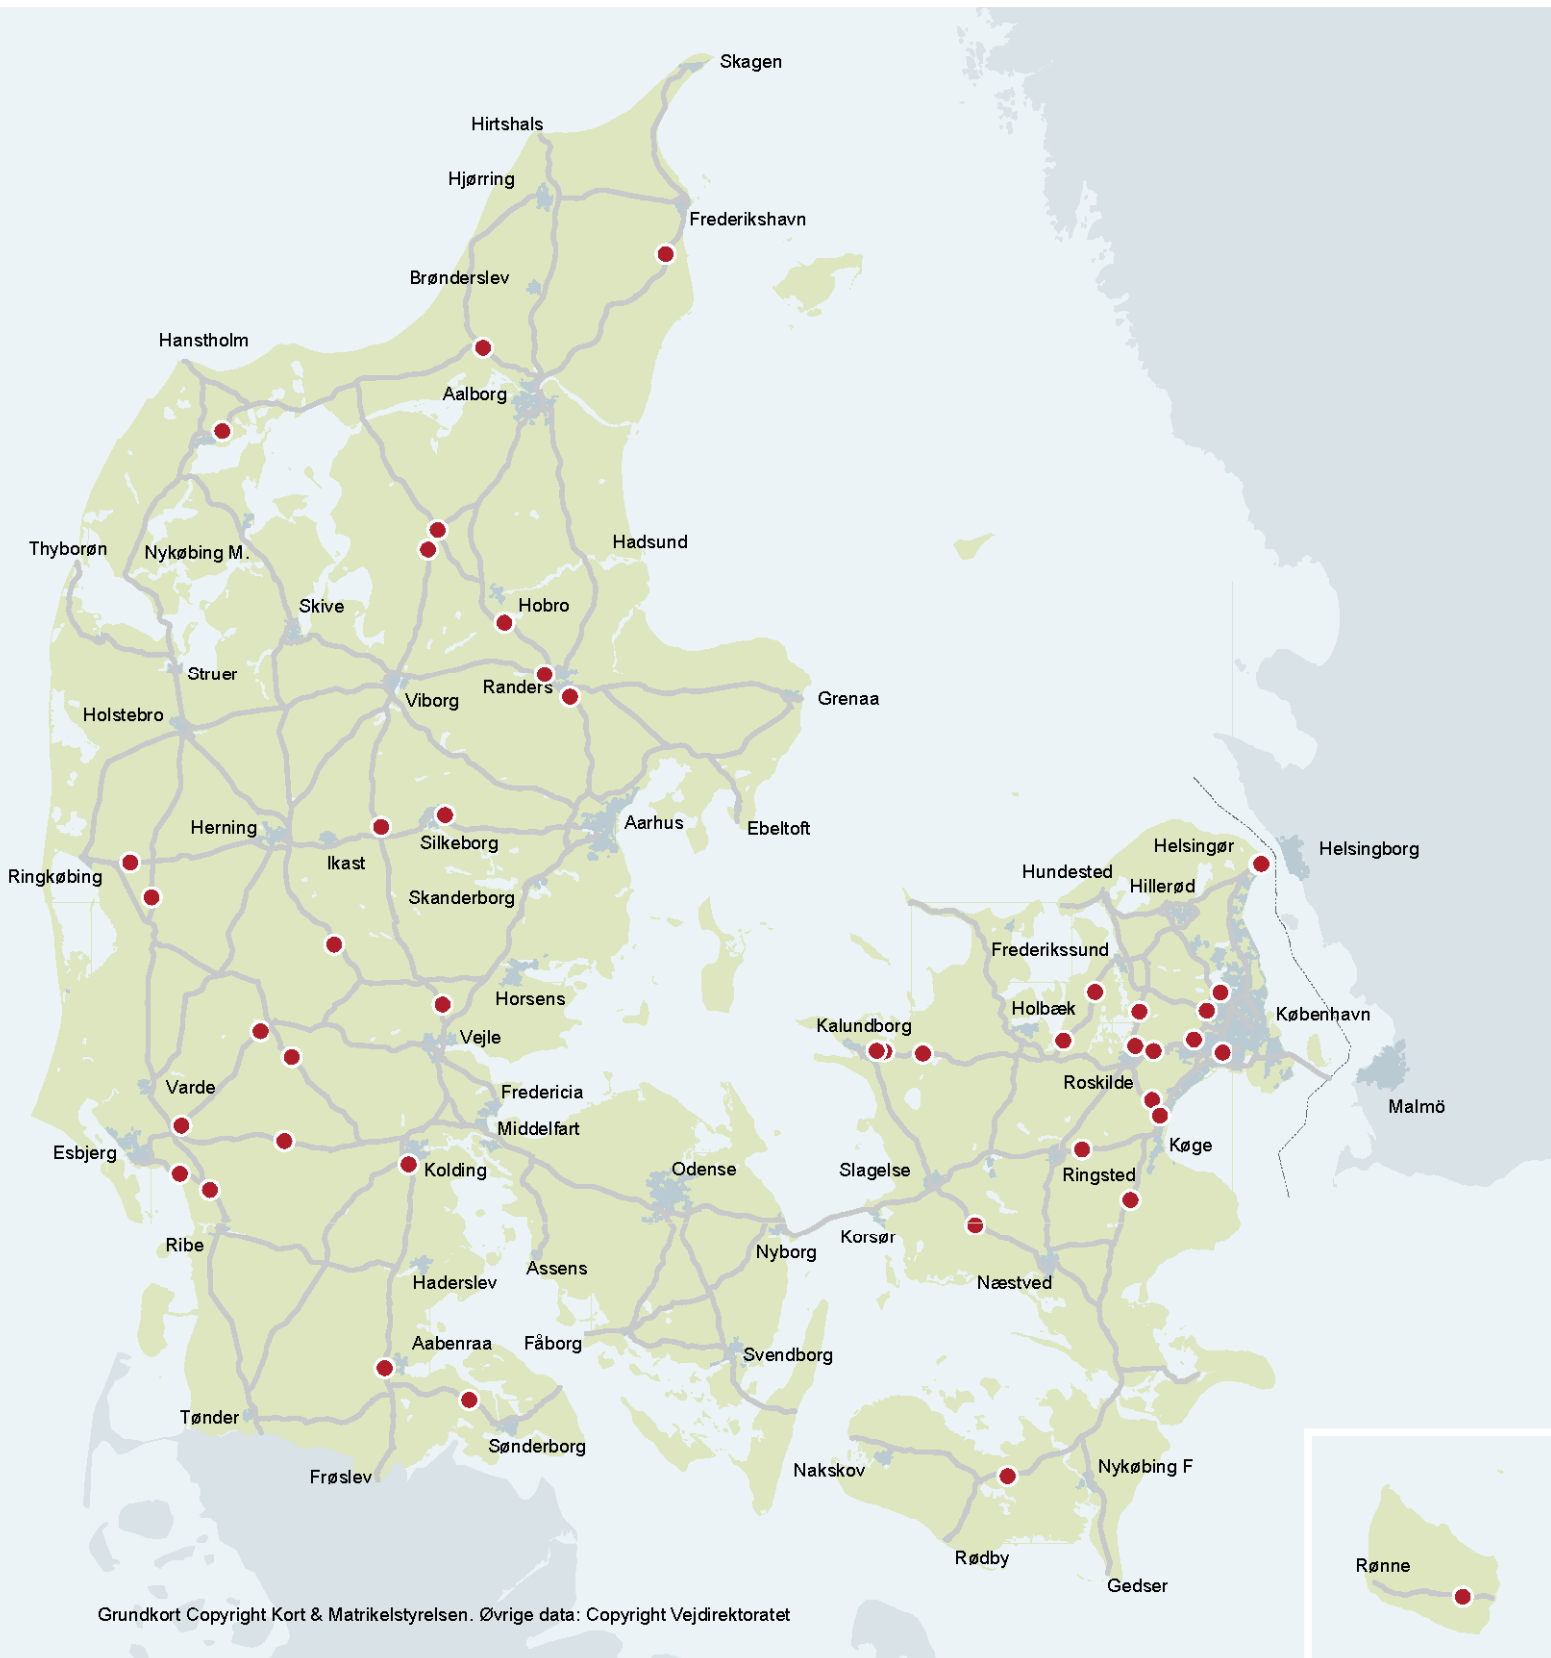 Skagen
Hirtshals
Hjørring
Frederikshavn
Brønderslev
Hanstholm
Aalborg
Hadsund
Thyborøn
Nykøbing M.
Skive
Hobro
Struer
Randers
Viborg
Grenaa
Holstebro
Herning
Aarhus
Ebeltoft
Silkeborg
Ikast
Helsingør
Helsingborg
Ringkøbing
Hundested
Hillerød
Skanderborg
Frederikssund
Horsens
Holbæk
København
Kalundborg
Vejle
Roskilde
Varde
Fredericia
Malmö
Middelfart
Esbjerg
Køge
Kolding
Odense
Slagelse
Ringsted
Korsør
Ribe
Nyborg
Assens
Haderslev
Næstved
Aabenraa
Fåborg
Svendborg
Tønder
Sønderborg
Nykøbing F
Nakskov
Frøslev
Rødby
Rønne
Gedser
Grundkort Copyright Kort & Matrikelstyrelsen. Øvrige data: Copyright Vejdirektoratet